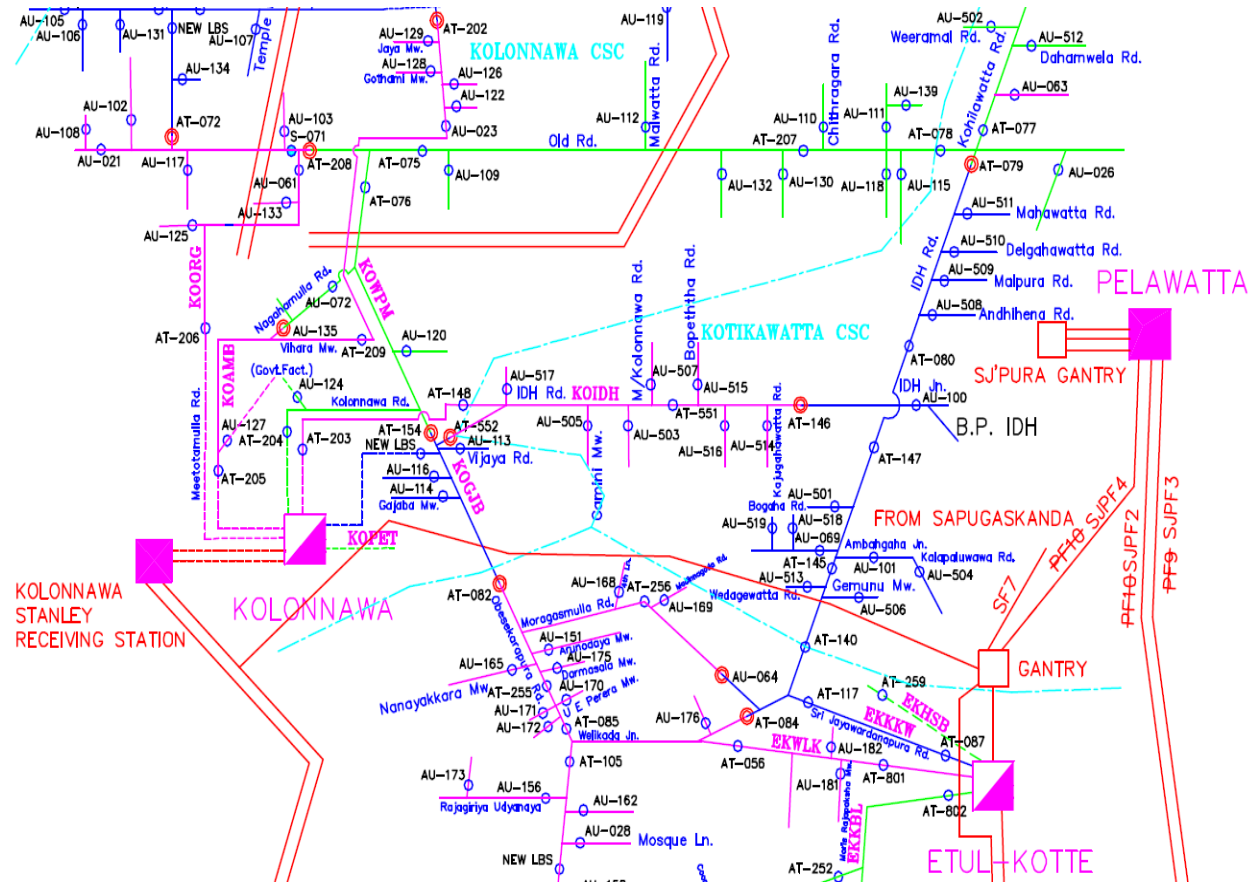 AU-105
AU-106
AU-131
NEW LBS
AU-107
Temple
AU-134
AU-129
Jaya Mw.
AU-128
Gothami Mw.
AT-202
KOLONNAWA CSC
AU-126
AU-122
AU-023
AU-119
Malwatta Rd.
AU-112
AU-502
Weeramal Rd.
AU-512
Dahamwela Rd.
AU-063
Kohilawatta Rd.
AT-077
AU-102
AT-072
AU-103
S-071
AU-108
AU-021
AU-117
AT-208
AU-061
AU-133
AU-125
AT-075
AU-109
AT-076
Old Rd.
AT-207
AU-110
Chithragara Rd.
AU-139
AU-111
AT-078
AU-132
AU-130
AU-118
AU-115
AT-079
AU-026
AU-511
Mahawatta Rd.
AU-510
Delgahawatta Rd.
AU-509
Malpura Rd.
AU-508
Andhihena Rd.
IDH Rd.
AT-080
KOORG
KOWPM
Nagahamulla Rd.
AU-072
AU-135
Vihara Mw.
AT-209
AU-120
AT-206
KOAMB
(Govt.Fact.)
AU-124
Kolonnawa Rd.
Meetotamulla Rd.
AU-127
AT-204
AT-203
AT-205
AT-148
AU-517
IDH Rd.
KOIDH
KOTIKAWATTA CSC
M/Kolonnawa Rd.
Bopeththa Rd.
AU-507
AU-515
AT-551
AU-505
AU-503
AU-516
AU-514
Kajugahawatta Rd.
AT-146
IDH Jn.
AU-100
B.P. IDH
PELAWATTA
SJ'PURA GANTRY
AT-154
AT-552
NEW LBS
AU-113
Vijaya Rd.
AU-116
AU-114
Gajaba Mw.
KOGJB
Gamini Mw.
AT-147
AU-501
Bogaha Rd.
AU-519
AU-518
AU-069
FROM SAPUGASKANDA
Ambangaha Jn.
Kalapaluwawa Rd.
AT-145
AU-101
AU-504
AU-513
Wedagewatta Rd.
Gemunu Mw.
AU-506
PF10 SJPF4
PF10 SJPF2
PF9 SJPF3
SF7
KOPET
KOLONNAWA
STANLEY
RECEIVING STATION
KOLONNAWA
AT-082
AU-168
AT-256
AU-169
Moragasmulla Rd.
Obesekarapura Rd.
AU-151
Arunodaya Mw.
AU-165
AU-175
Darmasala Mw.
Nanayakkara Mw
AT-255
AU-170
U E Perera Mw.
AU-171
AU-172
AT-085
Welikada Jn.
AT-140
GANTRY
AU-064
AT-259
AT-117
EKHSB
EKKKW
Sri Jayawardanapura Rd.
AT-087
AU-176
AT-084
EKWLK
AT-056
AU-182
AU-181
AT-801
AT-802
AT-105
AU-173
AU-156
Rajagiriya Udyanaya
AU-162
AU-028
Mosque Ln.
NEW LBS
EKKBL
AT-252
ETUL-KOTTE